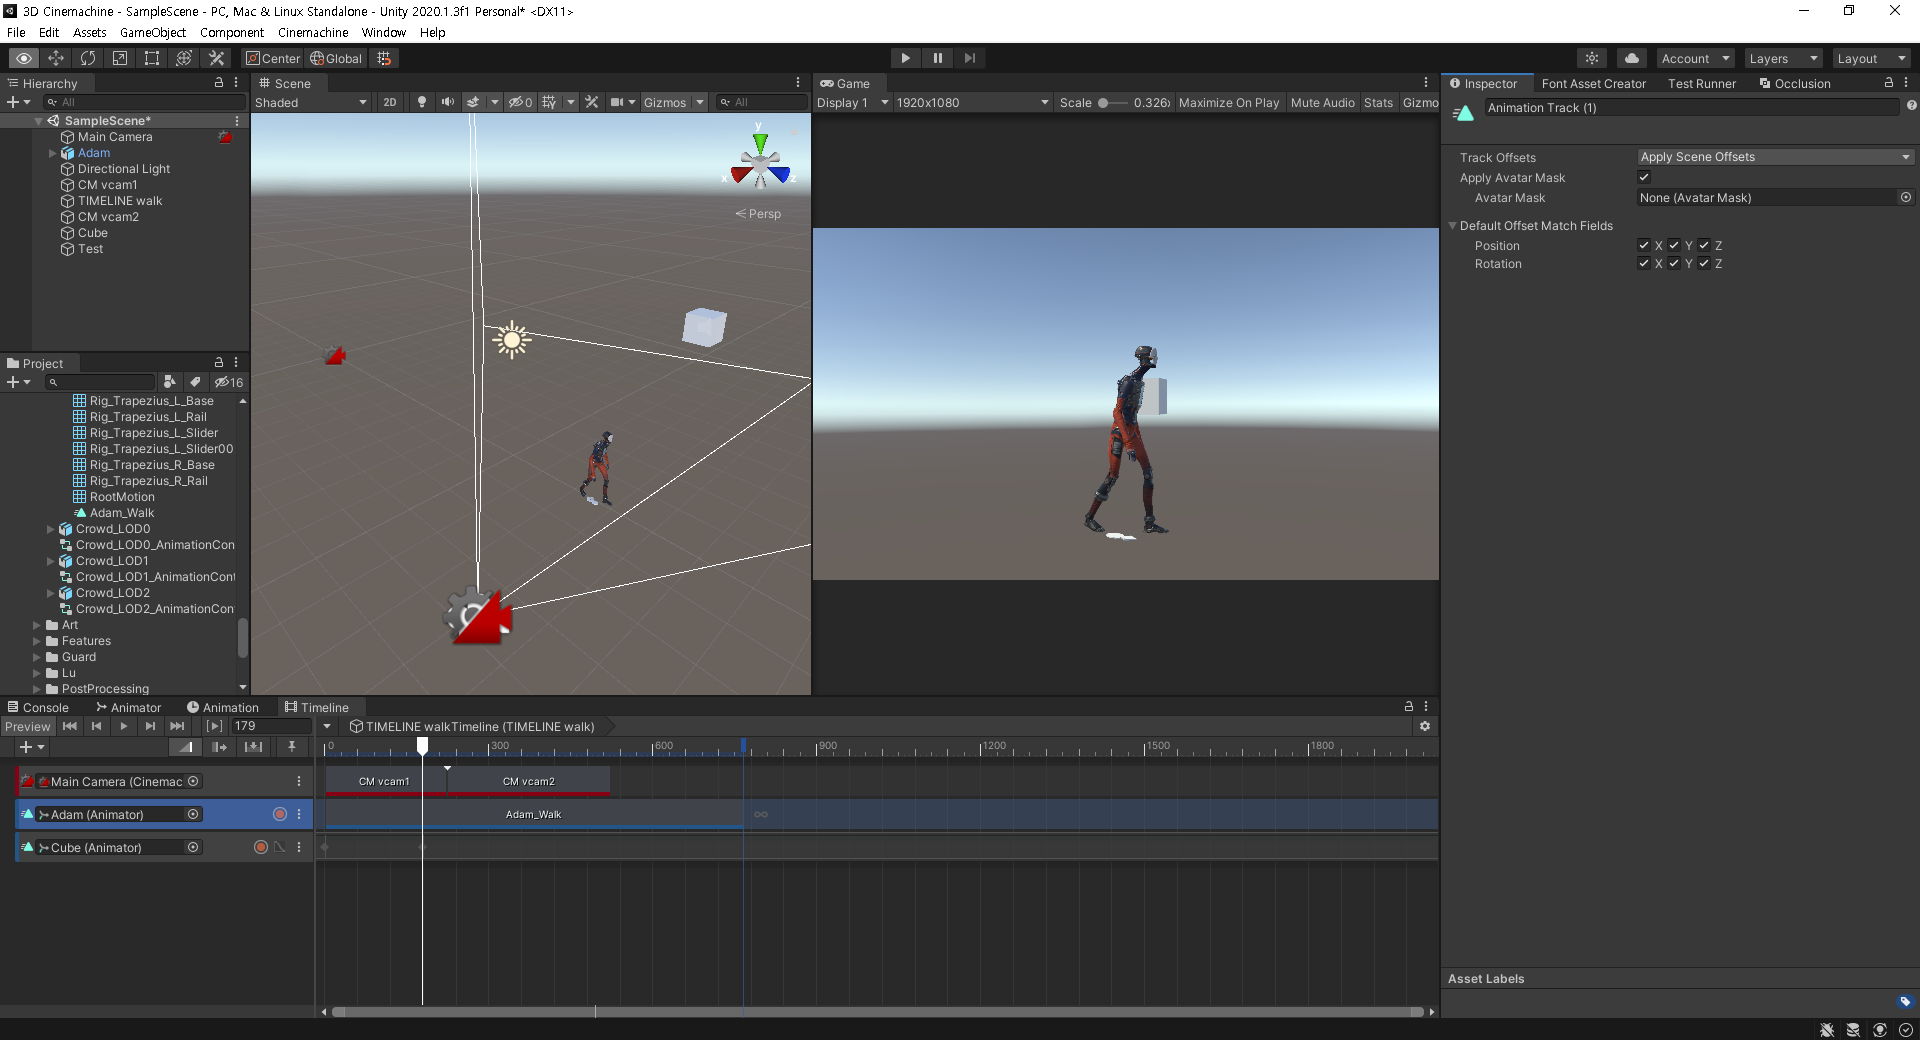 3D Cinemachine - SampleScene - PC, Mac & Linux Standalone - Unity 2020.1.3f1 Personal* <DX11>
File Edit Assets GameObject Component Cinemachine Window Help
Center Global Account Layers Layout
Hierarchy
All
SampleScene*
Main Camera
Adam
Directional Light
CM vcam1
TIMELINE walk
CM vcam2
Cube
Test
Project
16
Rig_Trapezius_L_Base
Rig_Trapezius_L_Rail
Rig_Trapezius_L_Slider
Rig_Trapezius_L_Slider00
Rig_Trapezius_R_Base
Rig_Trapezius_R_Rail
RootMotion
Adam_Walk
Crowd_LOD0
Crowd_LOD0_AnimationCon
Crowd_LOD1
Crowd_LOD1_AnimationCont
Crowd_LOD2
Crowd_LOD2_AnimationCon
Art
Features
Guard
Lu
PostProcessing
Scene
Shaded 2D 0 Gizmos All
y
x z
Persp
Game
Display 1 1920x1080 Scale 0.326x Maximize On Play Mute Audio Stats Gizmo
Inspector Font Asset Creator Test Runner Occlusion
Animation Track (1)
Track Offsets Apply Scene Offsets
Apply Avatar Mask
Avatar Mask None (Avatar Mask)
Default Offset Match Fields
Position X Y Z
Rotation X Y Z
Asset Labels
Console Animator Animation Timeline
Preview 179 TIMELINE walkTimeline (TIMELINE walk)
0 300 600 900 1200 1500 1800
Main Camera (Cinemac CM vcam1 CM vcam2
Adam (Animator) Adam_Walk
Cube (Animator)